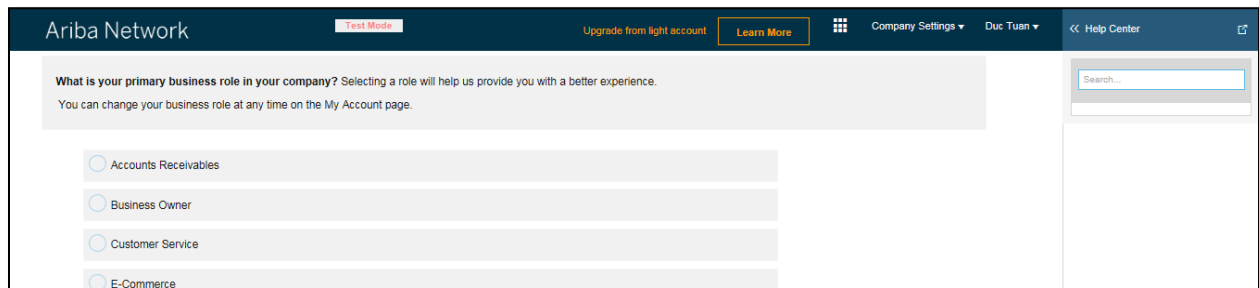 Ariba Network
Test Mode
Upgrade from light account
Learn More
Company Settings
Duc Tuan
Help Center
What is your primary business role in your company? Selecting a role will help us provide you with a better experience.
You can change your business role at any time on the My Account page.
Search...
Accounts Receivables
Business Owner
Customer Service
E-Commerce